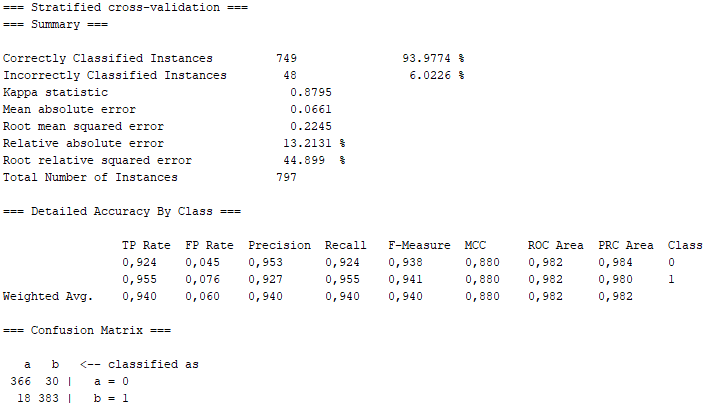 === Stratified cross-validation ===
=== Summary ===
Correctly Classified Instances 749 93.9774 %
Incorrectly Classified Instances 48 6.0226 %
Kappa statistic 0.8795
Mean absolute error 0.0661
Root mean squared error 0.2245
Relative absolute error 13.2131 %
Root relative squared error 44.899 %
Total Number of Instances 797
=== Detailed Accuracy By Class ===
TP Rate FP Rate Precision Recall F-Measure MCC ROC Area PRC Area Class
0,924 0,045 0,953 0,924 0,938 0,880 0,982 0,984 0
0,955 0,076 0,927 0,955 0,941 0,880 0,982 0,980 1
Weighted Avg. 0,940 0,060 0,940 0,940 0,940 0,880 0,982 0,982
=== Confusion Matrix ===
a b <-- classified as
366 30 | a = 0
18 383 | b = 1